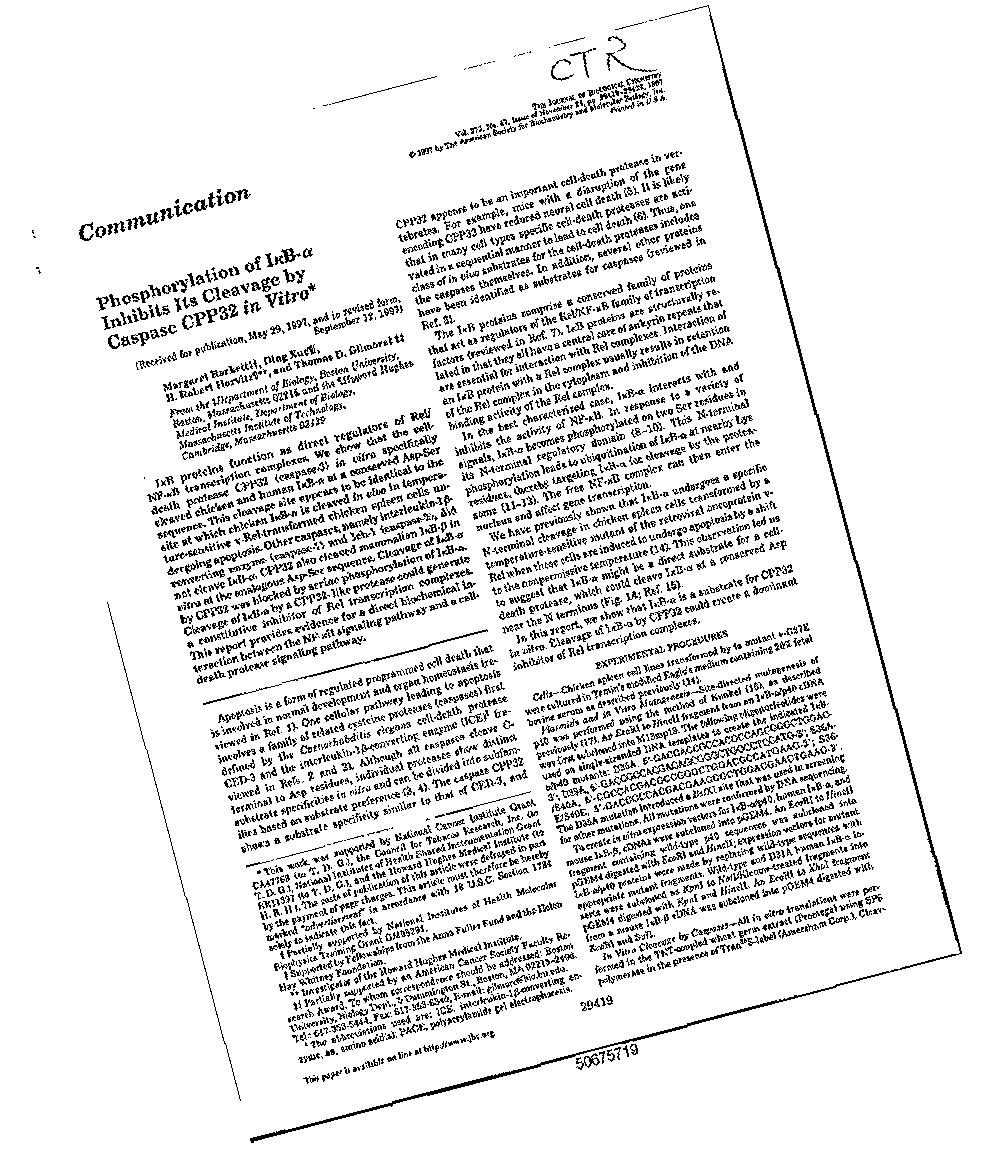 CTR
THE JOURNAL OF BIOLOGICAL CHEMISTRY
Vol. 272, No. 47, Issue of November 21, pp. 29419–29422, 1997
© 1997 by The American Society for Biochemistry and Molecular Biology, Inc.
Printed in U.S.A.
Communication
Phosphorylation of IκB-α
Inhibits Its Cleavage by
Caspase CPP32 in Vitro*
(Received for publication, May 29, 1997, and in revised form,
September 12, 1997)
Margaret Barkett‡§, Ding Xue¶‖,
H. Robert Horvitz¶**, and Thomas D. Gilmore‡ ‡‡
From the ‡Department of Biology, Boston University,
Boston, Massachusetts 02215 and the ¶Howard Hughes
Medical Institute, Department of Biology,
Massachusetts Institute of Technology,
Cambridge, Massachusetts 02139
IκB proteins function as direct regulators of Rel/
NF-κB transcription complexes. We show that the cell-
death protease CPP32 (caspase-3) in vitro specifically
cleaved chicken and human IκB-α at a conserved Asp-Ser
sequence. This cleavage site appears to be identical to the
site at which chicken IκB-α is cleaved in vivo in tempera-
ture-sensitive v-Rel-transformed chicken spleen cells un-
dergoing apoptosis. Other caspases, namely interleukin-1β-
converting enzyme (caspase-1) and Ich-1 (caspase-2), did
not cleave IκB-α. CPP32 also cleaved mammalian IκB-β in
vitro at the analogous Asp-Ser sequence. Cleavage of IκB-α
by CPP32 was blocked by serine phosphorylation of IκB-α.
Cleavage of IκB-α by a CPP32-like protease could generate
a constitutive inhibitor of Rel transcription complexes.
This report provides evidence for a direct biochemical in-
teraction between the NF-κB signaling pathway and a cell-
death protease signaling pathway.
Apoptosis is a form of regulated programmed cell death that
is involved in normal development and organ homeostasis (re-
viewed in Ref. 1). One cellular pathway leading to apoptosis
involves a family of related cysteine proteases (caspases) first
defined by the Caenorhabditis elegans cell-death protease
CED-3 and the interleukin-1β-converting enzyme (ICE)¹ (re-
viewed in Refs. 2 and 3). Although all caspases cleave C-
terminal to Asp residues, individual proteases show distinct
substrate specificities in vitro and can be divided into subfam-
ilies based on substrate preference (3, 4). The caspase CPP32
shows a substrate specificity similar to that of CED-3, and
* This work was supported by National Cancer Institute Grant
CA47763 (to T. D. G.), the Council for Tobacco Research, Inc. (to
T. D. G.), National Institutes of Health Shared Instrumentation Grant
RR11397 (to T. D. G.), and the Howard Hughes Medical Institute (to
H. R. H.). The costs of publication of this article were defrayed in part
by the payment of page charges. This article must therefore be hereby
marked "advertisement" in accordance with 18 U.S.C. Section 1734
solely to indicate this fact.
§ Partially supported by National Institutes of Health Molecular
Biophysics Training Grant
‖ Supported by Fellowships from the Anna Fuller Fund and the Helen
Hay Whitney Foundation.
** Investigator of the Howard Hughes Medical Institute.
‡‡ Partially supported by an American Cancer Society Faculty Re-
search Award. To whom correspondence should be addressed: Boston
University, Biology Dept., 5 Cummington St., Boston, MA 02215-2406.
Tel.: 617-353-5444; Fax: 617-353-6340; E-mail: gilmore@bio.bu.edu.
¹ The abbreviations used are: ICE, interleukin-1β-converting en-
zyme; aa, amino acid(s); PAGE, polyacrylamide gel electrophoresis.
This paper is available on line at http://www.jbc.org
CPP32 appears to be an important cell-death protease in ver-
tebrates. For example, mice with a disruption of the gene
encoding CPP32 have reduced neural cell death (5). It is likely
that in many cell types specific cell-death proteases are acti-
vated in a sequential manner to lead to cell death (6). Thus, one
class of in vivo substrates for the cell-death proteases includes
the caspases themselves. In addition, several other proteins
have been identified as substrates for caspases (reviewed in
Ref. 3).
The IκB proteins comprise a conserved family of proteins
that act as regulators of the Rel/NF-κB family of transcription
factors (reviewed in Ref. 7). IκB proteins are structurally re-
lated in that they all have a central core of ankyrin repeats that
are essential for interaction with Rel complexes. Interaction of
an IκB protein with a Rel complex usually results in retention
of the Rel complex in the cytoplasm and inhibition of the DNA
binding activity of the Rel complex.
In the best characterized case, IκB-α interacts with and
inhibits the activity of NF-κB. In response to a variety of
signals, IκB-α becomes phosphorylated on two Ser residues in
its N-terminal regulatory domain (8–10). This N-terminal
phosphorylation leads to ubiquitination of IκB-α at nearby Lys
residues, thereby targeting IκB-α for cleavage by the protea-
some (11–13). The free NF-κB complex can then enter the
nucleus and affect gene transcription.
We have previously shown that IκB-α undergoes a specific
N-terminal cleavage in chicken spleen cells transformed by a
temperature-sensitive mutant of the retroviral oncoprotein v-
Rel when these cells are induced to undergo apoptosis by a shift
to the nonpermissive temperature (14). This observation led us
to suggest that IκB-α might be a direct substrate for a cell-
death protease, which could cleave IκB-α at a conserved Asp
near the N terminus (Fig. 1A; Ref. 15).
In this report, we show that IκB-α is a substrate for CPP32
in vitro. Cleavage of IκB-α by CPP32 could create a dominant
inhibitor of Rel transcription complexes.
EXPERIMENTAL PROCEDURES
Cells—Chicken spleen cell lines transformed by ts mutant v-G37E
were cultured in Temin's modified Eagle's medium containing 20% fetal
bovine serum as described previously (14).
Plasmids and in Vitro Mutagenesis—Site-directed mutagenesis of
p40 was performed using the method of Kunkel (16), as described
previously (17). An EcoRI-HindIII fragment from an IκB-α/p40 cDNA
was first subcloned into M13mp19. The following oligonucleotides were
used on single-stranded DNA templates to create the indicated IκB-
α/p40 mutants:
The D35A mutation introduced a site that was used in screening
for other mutations. All mutations were confirmed by DNA sequencing.
To create in vitro expression vectors for IκB-α/p40, human IκB-α, and
mouse IκB-β, cDNAs were subcloned into pGEM4. An EcoRI to HincII
fragment containing wild-type p40 sequences was subcloned into
pGEM4 digested with EcoRI and HincII; expression vectors for mutant
IκB-α/p40 proteins were made by replacing wild-type sequences with
appropriate mutant fragments. Wild-type and D31A human IκB-α in-
serts were subcloned as KpnI to NotI/Klenow-treated fragments into
pGEM4 digested with KpnI and HincII. An EcoRI to XhoI fragment
from a mouse IκB-β cDNA was subcloned into pGEM4 digested with
EcoRI and SalI.
In Vitro Cleavage by Caspases—All in vitro translations were per-
formed in the TNT-coupled wheat germ extract (Promega) using SP6
polymerase in the presence of Tran³⁵S-label (Amersham Corp.). Cleav-
29419
50675719